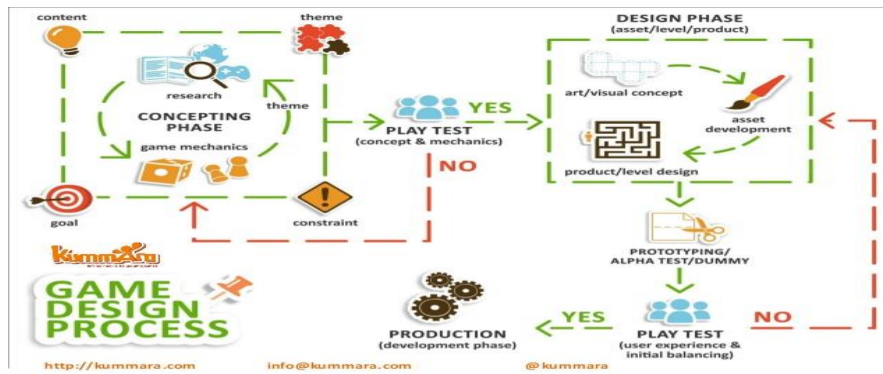 content
theme
research
theme
CONCEPTING
PHASE
game mechanics
goal
constraint
PLAY TEST
(concept & mechanics)
YES
NO
DESIGN PHASE
(asset/level/product)
art/visual concept
asset
development
product/level design
PROTOTYPING/
ALPHA TEST/DUMMY
PLAY TEST
(user experience &
initial balancing)
NO
YES
PRODUCTION
(development phase)
KummAra
GAME
DESIGN
PROCESS
http://kummara.com
info@kummara.com
@kummara